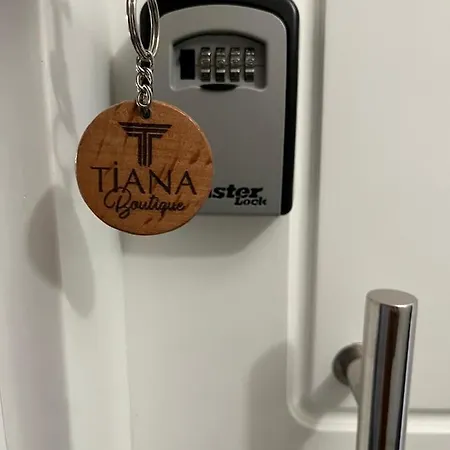 TİANA
Boutique
ster
Lock